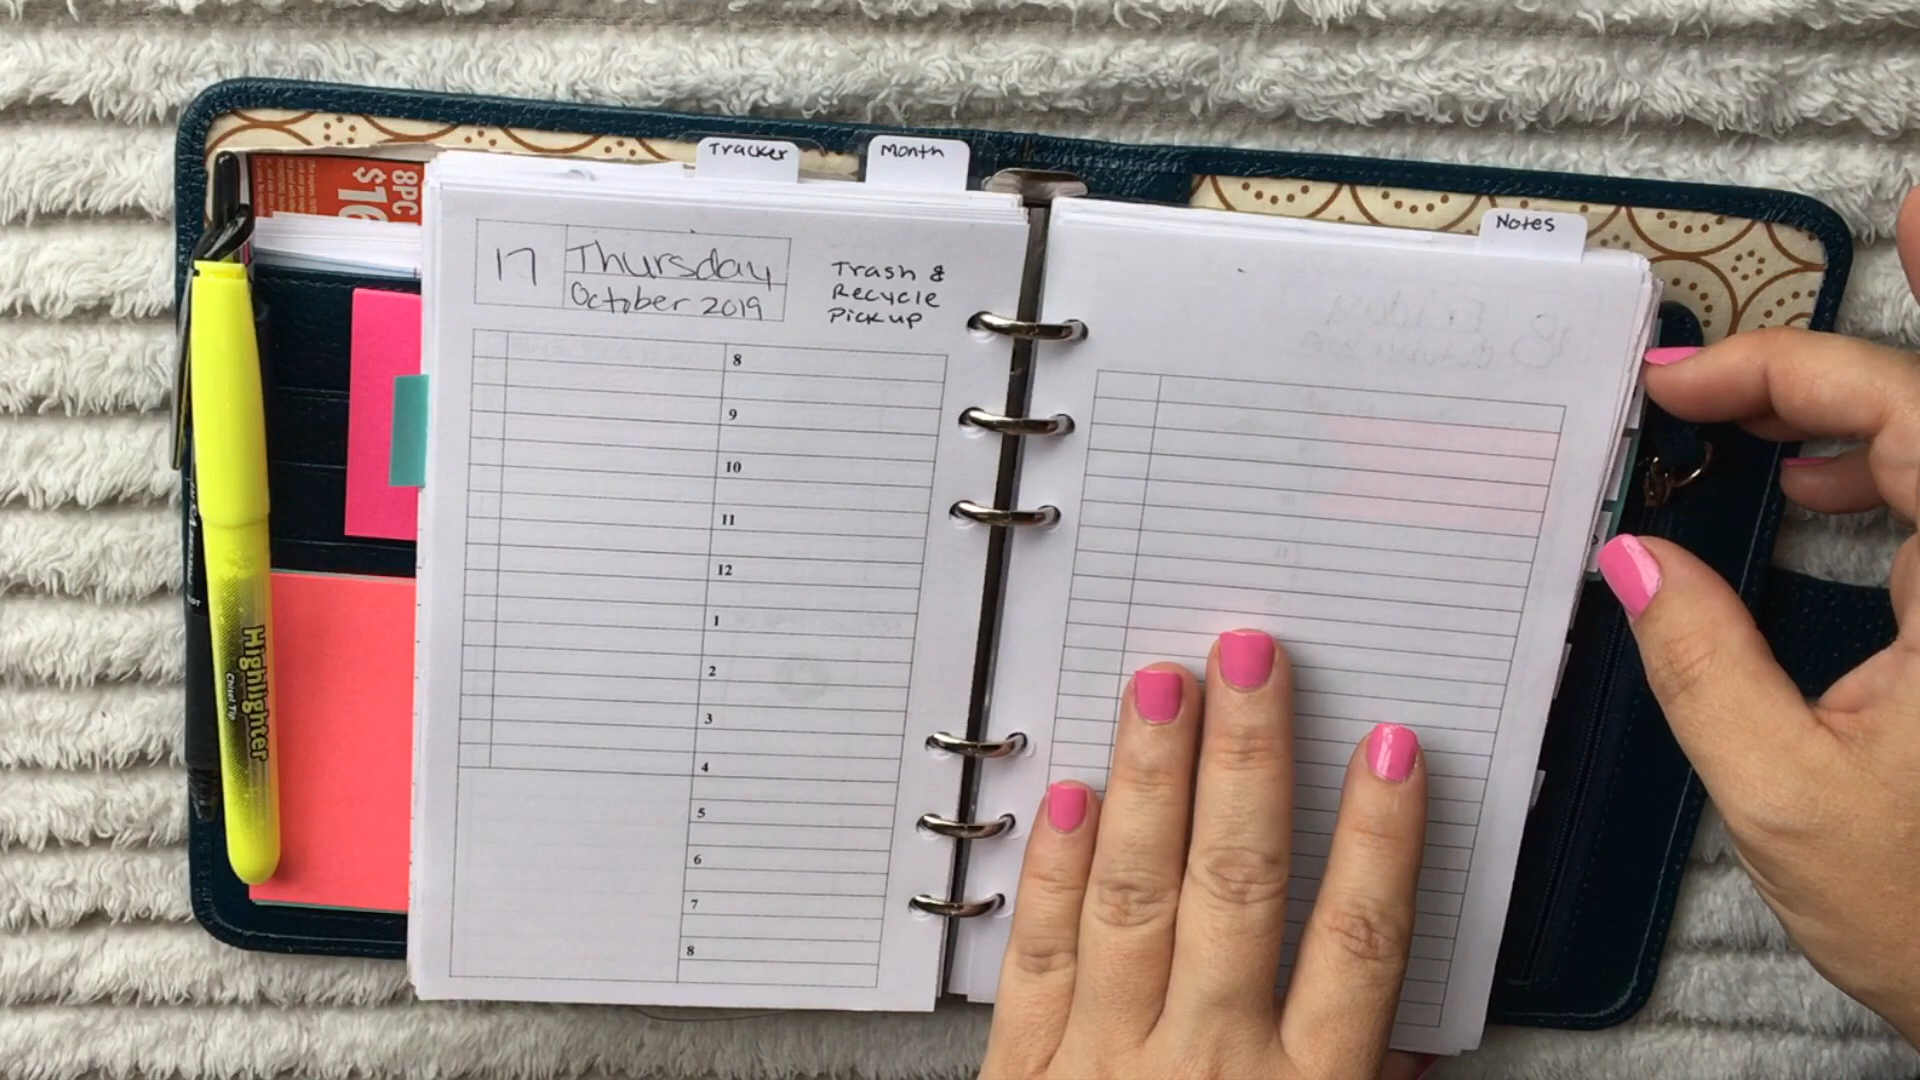 Tracker
Month
Notes
8PC
$16
17
Thursday
October 2019
Trash &
Recycle
Pickup
8
9
10
11
12
1
2
3
4
5
6
7
8
Highlighter
Chisel Tip